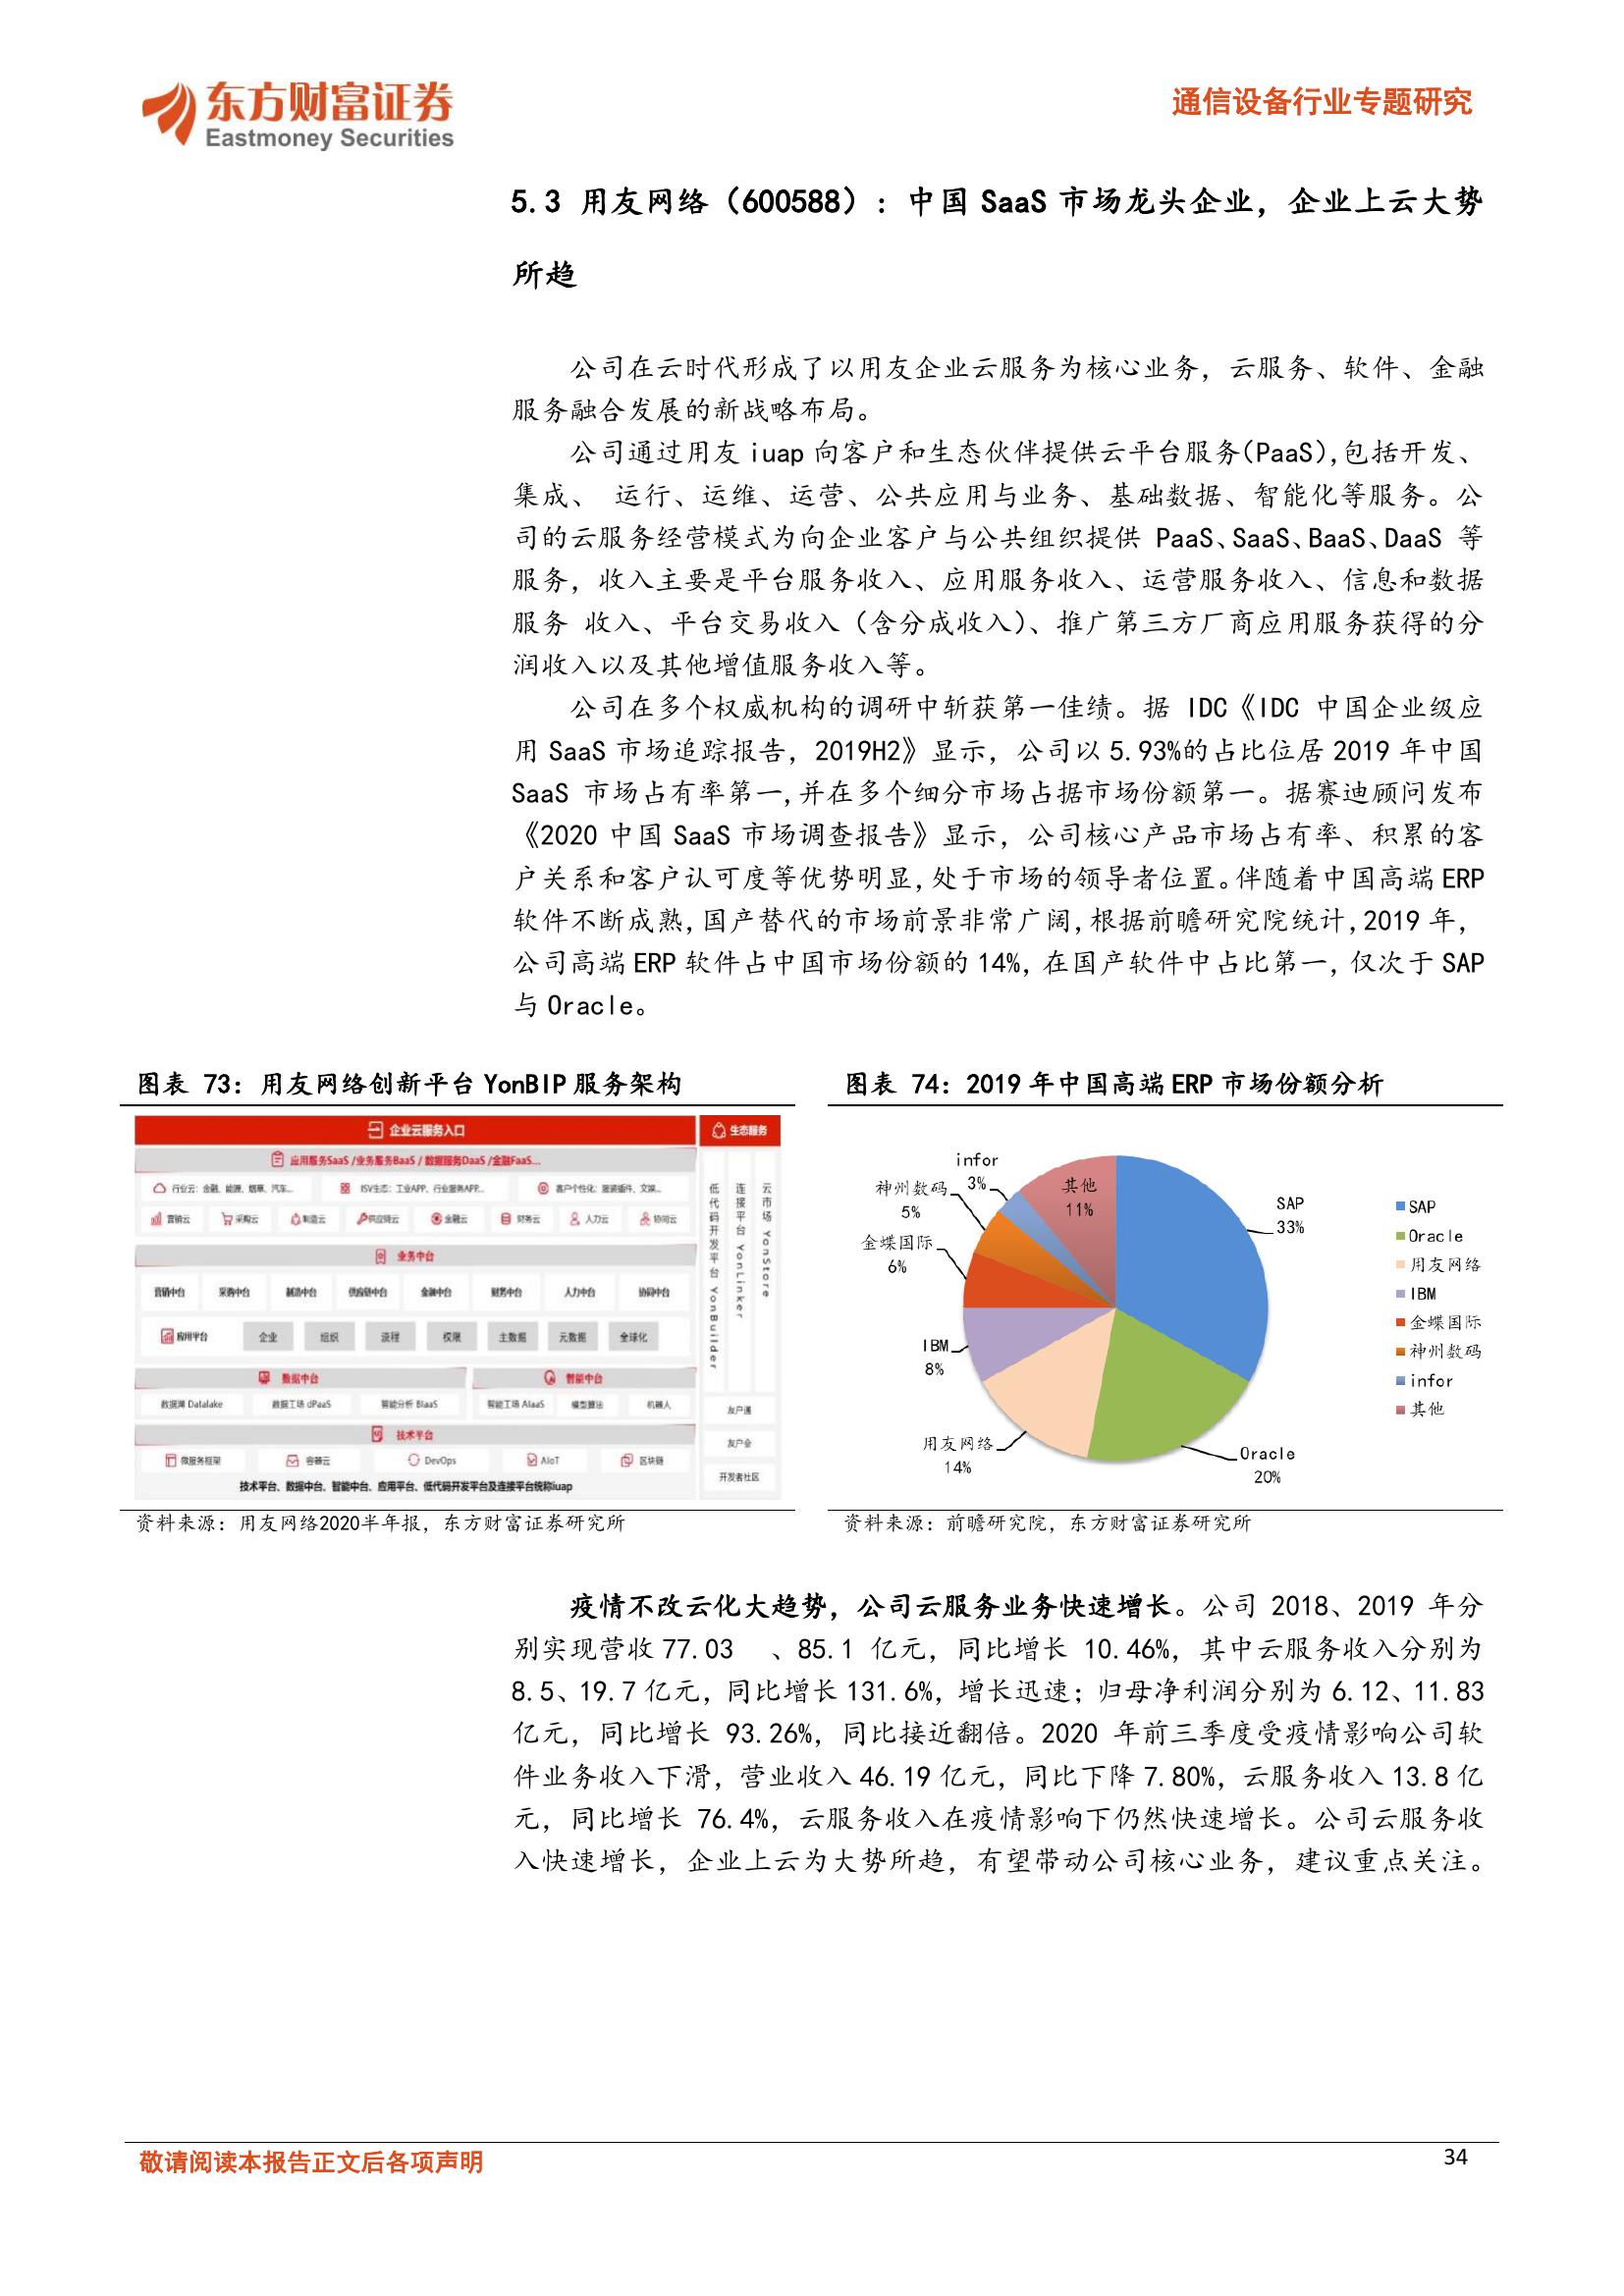 东方财富证券
Eastmoney Securities
通信设备行业专题研究
5.3 用友网络（600588）：中国 SaaS 市场龙头企业，企业上云大势
所趋
公司在云时代形成了以用友企业云服务为核心业务，云服务、软件、金融
服务融合发展的新战略布局。
公司通过用友 iuap 向客户和生态伙伴提供云平台服务(PaaS),包括开发、
集成、 运行、运维、运营、公共应用与业务、基础数据、智能化等服务。公
司的云服务经营模式为向企业客户与公共组织提供 PaaS、SaaS、BaaS、DaaS 等
服务，收入主要是平台服务收入、应用服务收入、运营服务收入、信息和数据
服务 收入、平台交易收入（含分成收入）、推广第三方厂商应用服务获得的分
润收入以及其他增值服务收入等。
公司在多个权威机构的调研中斩获第一佳绩。据 IDC《IDC 中国企业级应
用 SaaS 市场追踪报告，2019H2》显示，公司以 5.93%的占比位居 2019 年中国
SaaS 市场占有率第一,并在多个细分市场占据市场份额第一。据赛迪顾问发布
《2020 中国 SaaS 市场调查报告》显示，公司核心产品市场占有率、积累的客
户关系和客户认可度等优势明显,处于市场的领导者位置。伴随着中国高端 ERP
软件不断成熟,国产替代的市场前景非常广阔,根据前瞻研究院统计,2019 年，
公司高端 ERP 软件占中国市场份额的 14%，在国产软件中占比第一，仅次于 SAP
与 Oracle。
图表 73：用友网络创新平台 YonBIP 服务架构
企业云服务入口
生态服务
应用服务SaaS /业务服务BaaS / 数据服务DaaS /金融FaaS...
行业云: 金融、能源、烟草、汽车...
ISV生态: 工业APP、行业服务APP...
营销云
采购云
制造云
供应链云
金融云
财务云
人力云
协同云
业务中台
营销中台
采购中台
制造中台
供应链中台
金融中台
财务中台
人力中台
协同中台
应用平台
企业
组织
流程
权限
主数据
元数据
全球化
数据中台
智能中台
数据湖 Datalake
数据工场 dPaaS
智能分析 BIaaS
智能工场 AIaaS
模型算法
机器人
技术平台
微服务框架
容器云
DevOps
AIoT
区块链
技术平台、数据中台、智能中台、应用平台、低代码开发平台及连接平台统称iuap
低代码开发平台 YonBuilder
连接平台 YonLinker
云市场 YonStore
友户通
友户会
开发者社区
资料来源：用友网络2020半年报，东方财富证券研究所
图表 74：2019 年中国高端 ERP 市场份额分析
SAP
33%
Oracle
20%
用友网络
14%
IBM
8%
金蝶国际
6%
神州数码
5%
infor
3%
其他
11%
SAP
Oracle
用友网络
IBM
金蝶国际
神州数码
infor
其他
资料来源：前瞻研究院，东方财富证券研究所
疫情不改云化大趋势，公司云服务业务快速增长。公司 2018、2019 年分
别实现营收 77.03 、85.1 亿元，同比增长 10.46%，其中云服务收入分别为
8.5、19.7 亿元，同比增长 131.6%，增长迅速；归母净利润分别为 6.12、11.83
亿元，同比增长 93.26%，同比接近翻倍。2020 年前三季度受疫情影响公司软
件业务收入下滑，营业收入 46.19 亿元，同比下降 7.80%，云服务收入 13.8 亿
元，同比增长 76.4%，云服务收入在疫情影响下仍然快速增长。公司云服务收
入快速增长，企业上云为大势所趋，有望带动公司核心业务，建议重点关注。
敬请阅读本报告正文后各项声明
34